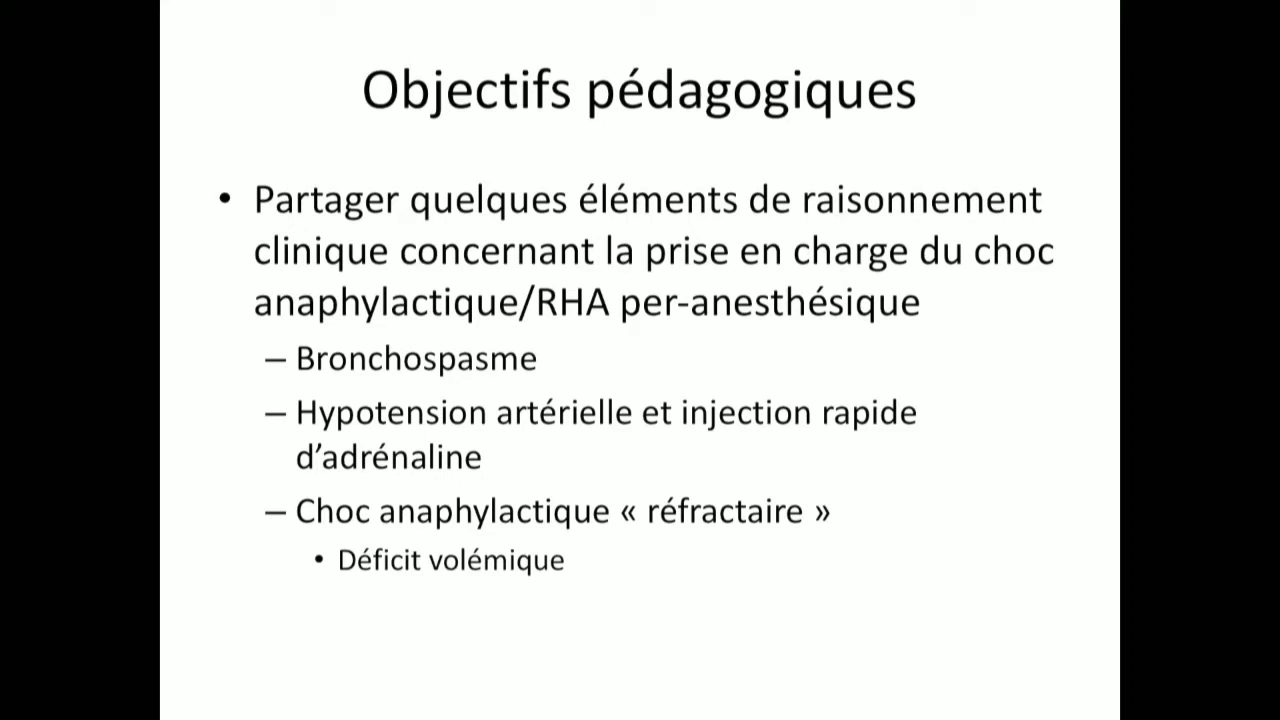 Objectifs pédagogiques
• Partager quelques éléments de raisonnement
clinique concernant la prise en charge du choc
anaphylactique/RHA per-anesthésique
– Bronchospasme
– Hypotension artérielle et injection rapide
d’adrénaline
– Choc anaphylactique « réfractaire »
• Déficit volémique